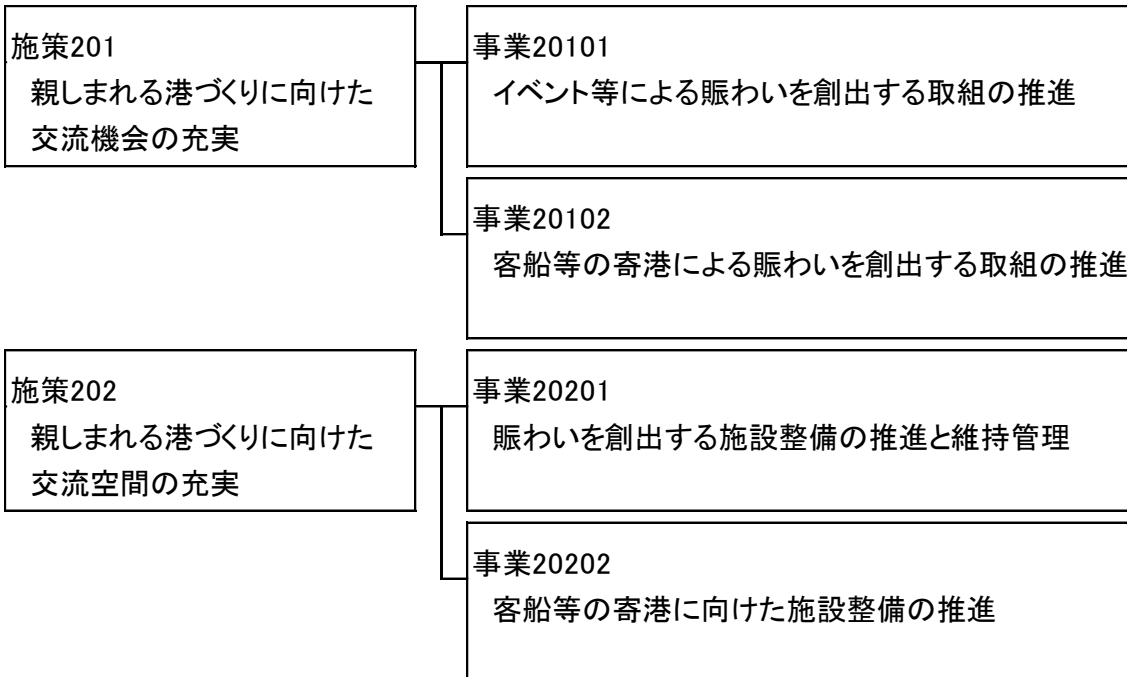 施策201
親しまれる港づくりに向けた
交流機会の充実
事業20101
イベント等による賑わいを創出する取組の推進
事業20102
客船等の寄港による賑わいを創出する取組の推進
施策202
親しまれる港づくりに向けた
交流空間の充実
事業20201
賑わいを創出する施設整備の推進と維持管理
事業20202
客船等の寄港に向けた施設整備の推進